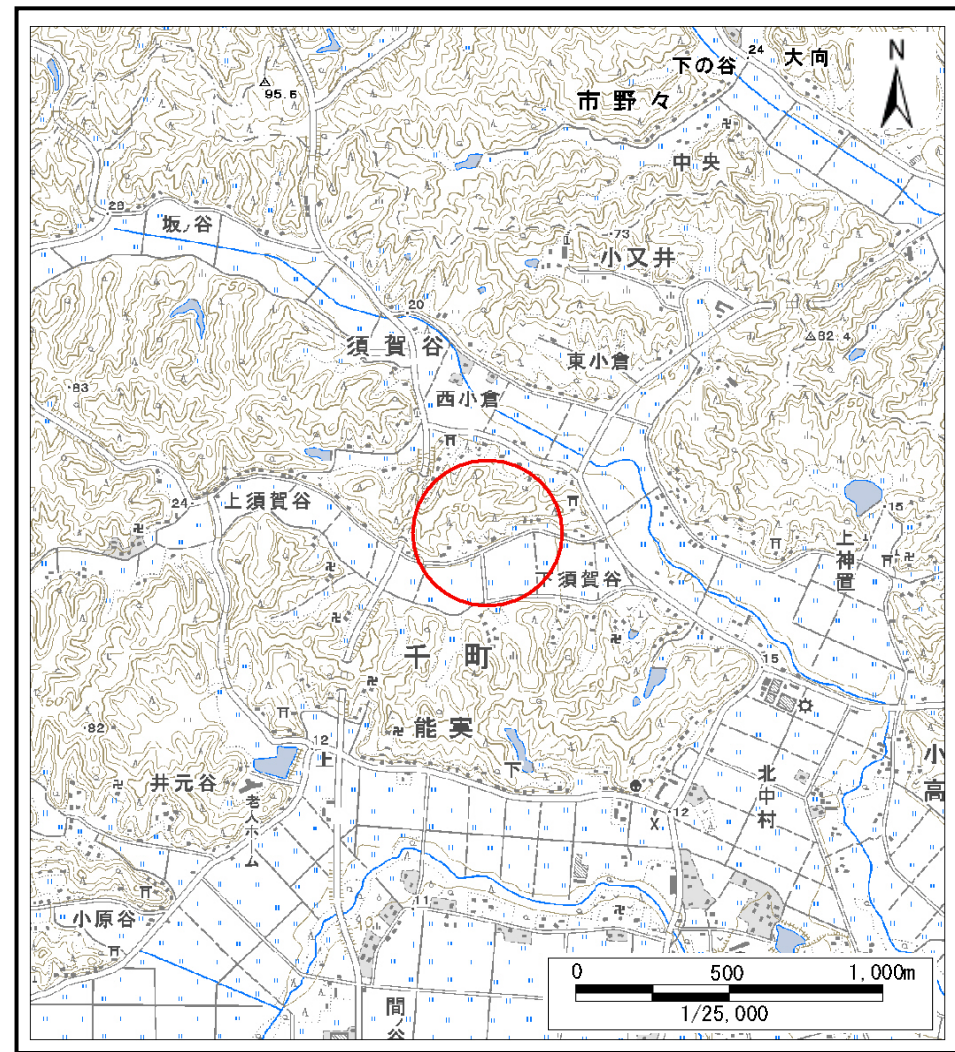 24
大向
下の谷
N
95.6
市野々
中央
28
坂ノ谷
73
小又井
20
82.4
須賀谷
東小倉
83
西小倉
24
上須賀谷
50
15
上神置
下須賀谷
千町
15
82
能実
12
上
小高
井元谷
下
北中村
老人ホーム
12
X
小原谷
11
間ノ谷
0 500 1,000m
1/25,000